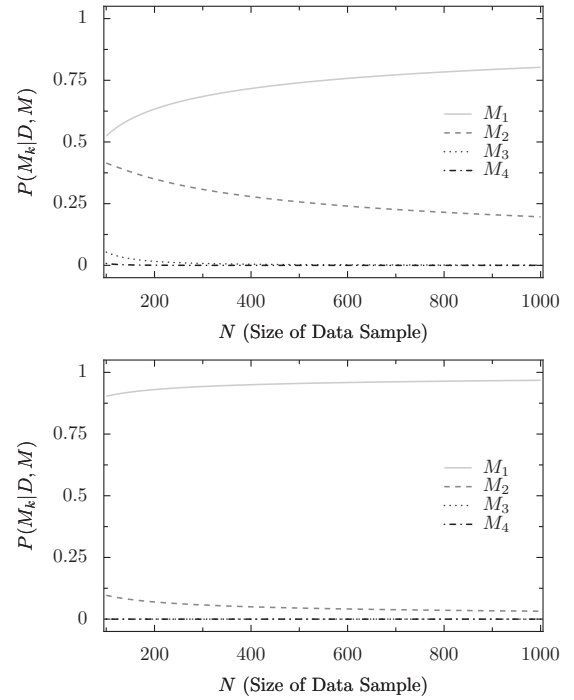 1
0.75
0.5
0.25
0
P(M_k|D, M)
M_1
M_2
M_3
M_4
200 400 600 800 1000
N (Size of Data Sample)
1
0.75
0.5
0.25
0
P(M_k|D, M)
M_1
M_2
M_3
M_4
200 400 600 800 1000
N (Size of Data Sample)